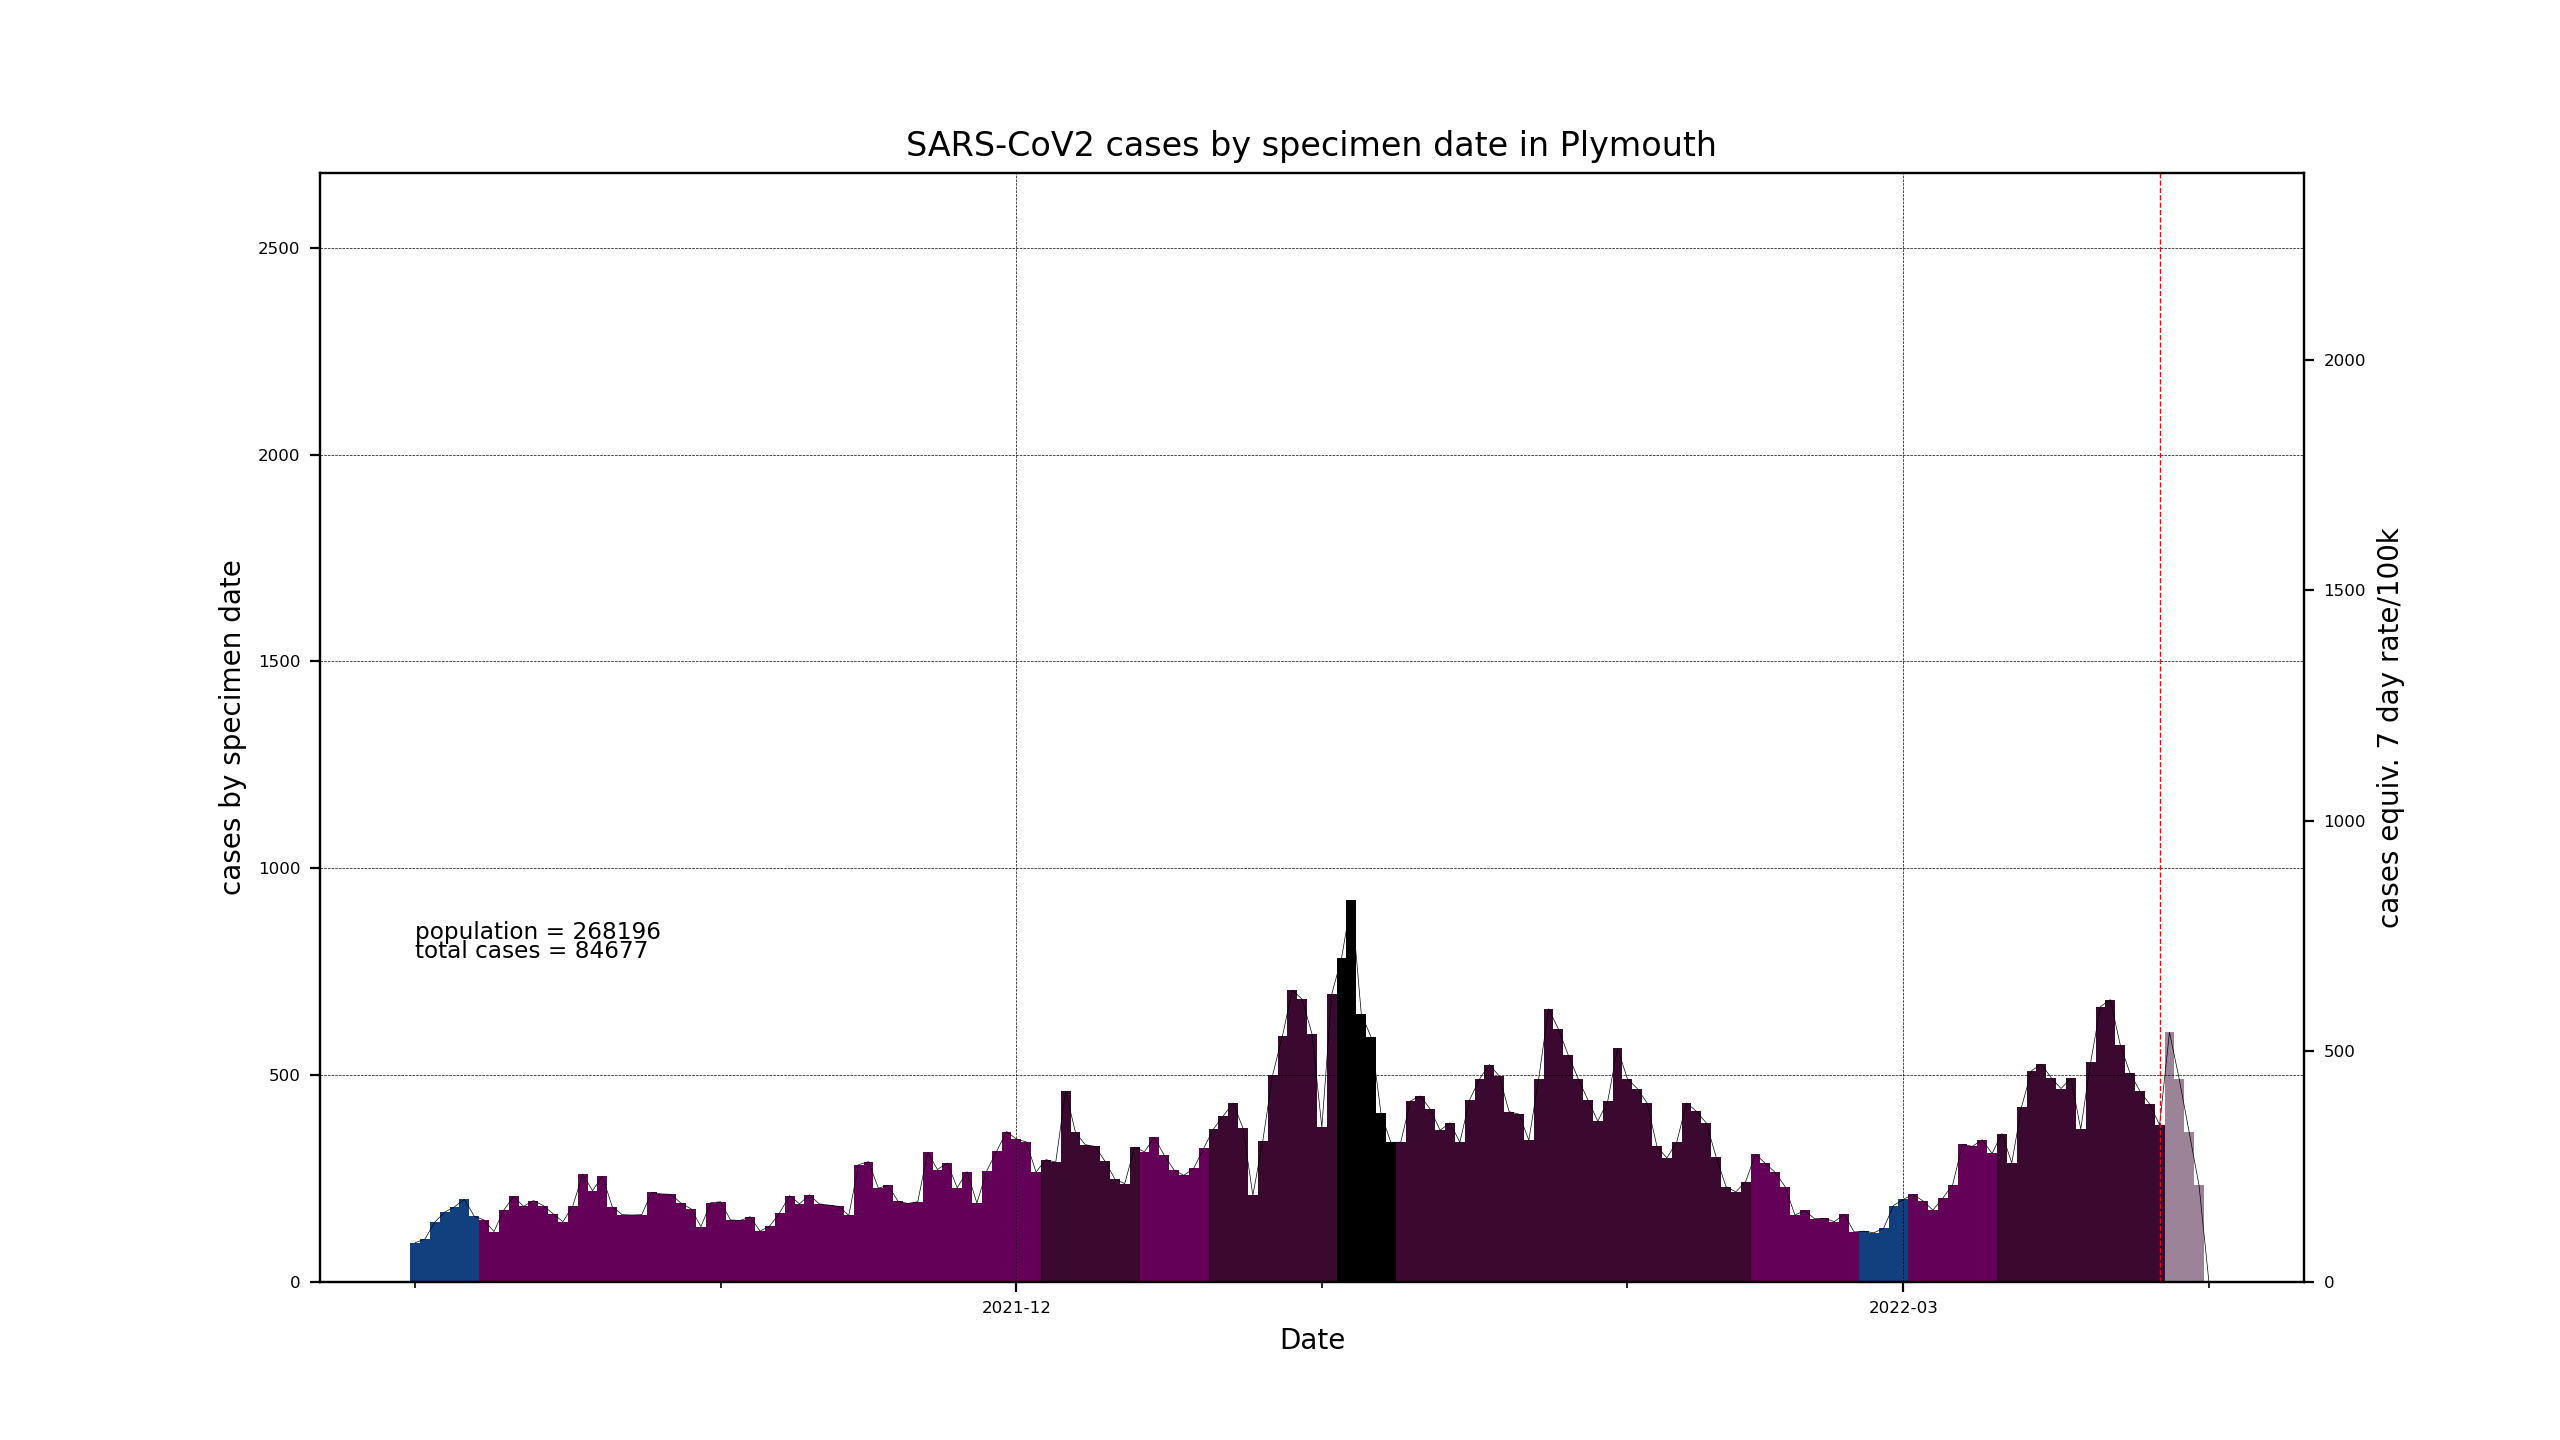 SARS-CoV2 cases by specimen date in Plymouth
2500
2000
1500
1000
500
0
cases by specimen date
population = 268196
total cases = 84677
2000
1500
1000
500
0
cases equiv. 7 day rate/100k
2021-12
2022-03
Date